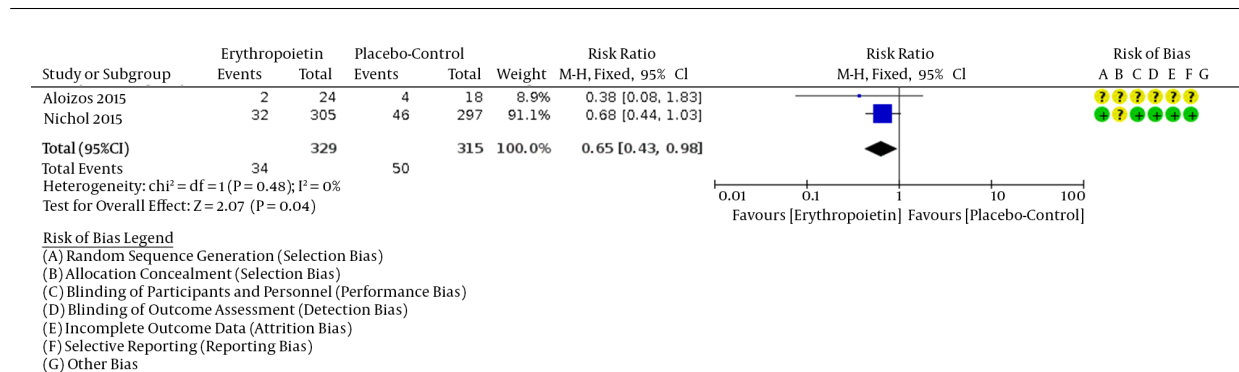 Erythropoietin Placebo-Control Risk Ratio Risk Ratio Risk of Bias
Study or Subgroup Events Total Events Total Weight M-H, Fixed, 95% Cl M-H, Fixed, 95% Cl A B C D E F G
Aloizos 2015 2 24 4 18 8.9% 0.38 [0.08, 1.83] ? ? ? ? ? ?
Nichol 2015 32 305 46 297 91.1% 0.68 [0.44, 1.03] + ? + + + +
Total (95%CI) 329 315 100.0% 0.65 [0.43, 0.98]
Total Events 34 50
Heterogeneity: chi² = df = 1 (P = 0.48); I² = 0%
Test for Overall Effect: Z = 2.07 (P = 0.04)
0.01 0.1 1 10 100
Favours [Erythropoietin] Favours [Placebo-Control]
Risk of Bias Legend
(A) Random Sequence Generation (Selection Bias)
(B) Allocation Concealment (Selection Bias)
(C) Blinding of Participants and Personnel (Performance Bias)
(D) Blinding of Outcome Assessment (Detection Bias)
(E) Incomplete Outcome Data (Attrition Bias)
(F) Selective Reporting (Reporting Bias)
(G) Other Bias